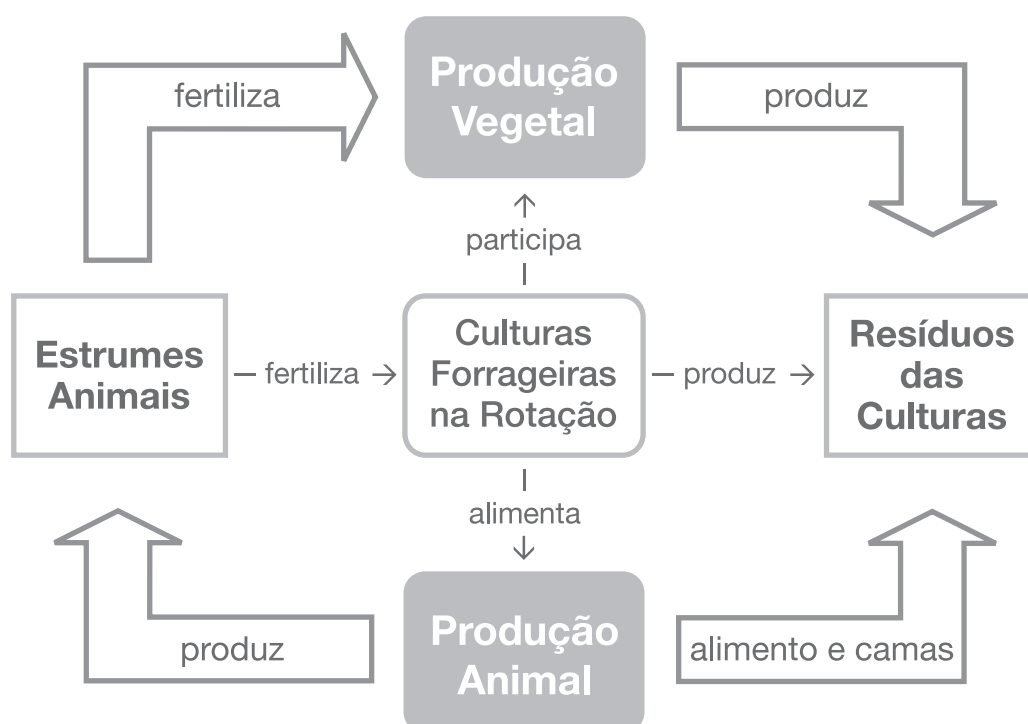 fertiliza
Produção
Vegetal
produz
participa
Estrumes
Animais
fertiliza
Culturas
Forrageiras
na Rotação
produz
Resíduos
das
Culturas
alimenta
produz
Produção
Animal
alimento e camas